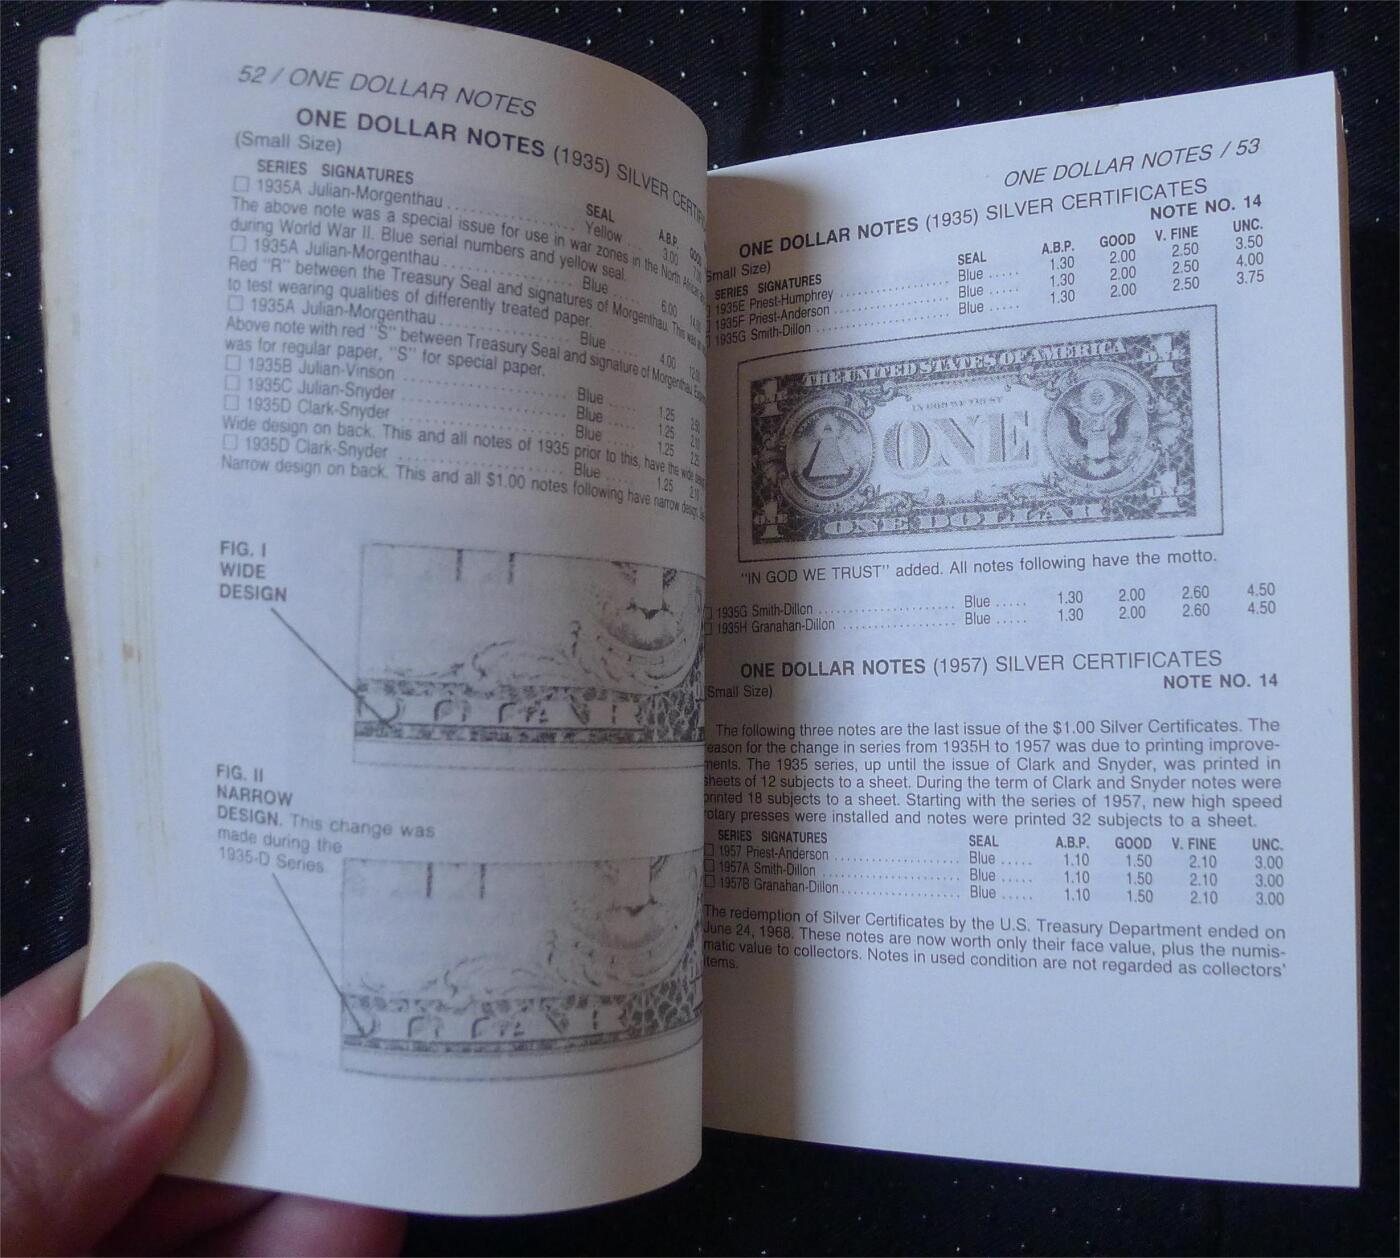 52 / ONE DOLLAR NOTES
ONE DOLLAR NOTES (1935) SILVER
(Small Size)
SERIES SIGNATURES SEAL A.B.P.
☐ 1935A Julian-Morgenthau .......... Yellow ... 3.00
The above note was a special issue for use in war zones in the North African
during World War II. Blue serial numbers and yellow seal.
☐ 1935A Julian-Morgenthau .......... Blue ..... 6.00
Red "R" between the Treasury Seal and signatures of Morgenthau. This was
to test wearing qualities of differently treated paper.
☐ 1935A Julian-Morgenthau .......... Blue ..... 4.00
Above note with red "S" between Treasury Seal and signature of Morgenthau
was for regular paper, "S" for special paper.
☐ 1935B Julian-Vinson .......... Blue ..... 1.25
☐ 1935C Julian-Snyder .......... Blue ..... 1.25
☐ 1935D Clark-Snyder .......... Blue ..... 1.25
Wide design on back. This and all notes of 1935 prior to this, have the wide
☐ 1935D Clark-Snyder .......... Blue ..... 1.25
Narrow design on back. This and all $1.00 notes following have narrow design.
FIG. I
WIDE
DESIGN
FIG. II
NARROW
DESIGN. This change was
made during the
1935-D Series.
ONE DOLLAR NOTES / 53
ONE DOLLAR NOTES (1935) SILVER CERTIFICATES
NOTE NO. 14
Small Size)
SERIES SIGNATURES SEAL A.B.P. GOOD V. FINE UNC.
1935E Priest-Humphrey .......... Blue ..... 1.30 2.00 2.50 3.50
1935F Priest-Anderson .......... Blue ..... 1.30 2.00 2.50 4.00
1935G Smith-Dillon .......... Blue ..... 1.30 2.00 2.50 3.75
THE UNITED STATES OF AMERICA
IN GOD WE TRUST
ONE
ONE DOLLAR
"IN GOD WE TRUST" added. All notes following have the motto.
☐ 1935G Smith-Dillon .......... Blue ..... 1.30 2.00 2.60 4.50
☐ 1935H Granahan-Dillon .......... Blue ..... 1.30 2.00 2.60 4.50
ONE DOLLAR NOTES (1957) SILVER CERTIFICATES
NOTE NO. 14
Small Size)
The following three notes are the last issue of the $1.00 Silver Certificates. The
eason for the change in series from 1935H to 1957 was due to printing improve-
ments. The 1935 series, up until the issue of Clark and Snyder, was printed in
sheets of 12 subjects to a sheet. During the term of Clark and Snyder notes were
printed 18 subjects to a sheet. Starting with the series of 1957, new high speed
otary presses were installed and notes were printed 32 subjects to a sheet.
SERIES SIGNATURES SEAL A.B.P. GOOD V. FINE UNC.
☐ 1957 Priest-Anderson .......... Blue ..... 1.10 1.50 2.10 3.00
☐ 1957A Smith-Dillon .......... Blue ..... 1.10 1.50 2.10 3.00
☐ 1957B Granahan-Dillon .......... Blue ..... 1.10 1.50 2.10 3.00
The redemption of Silver Certificates by the U.S. Treasury Department ended on
June 24, 1968. These notes are now worth only their face value, plus the numis-
matic value to collectors. Notes in used condition are not regarded as collectors'
items.